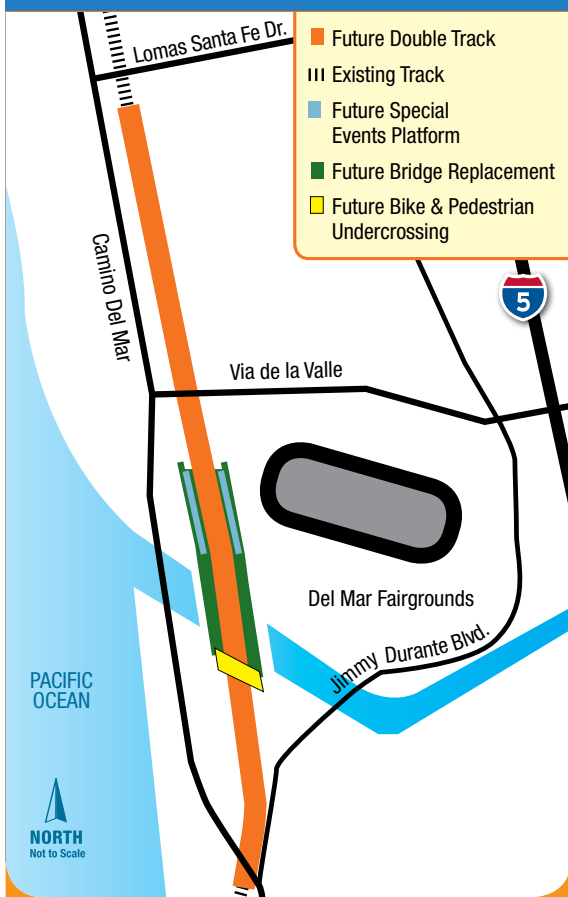 Lomas Santa Fe Dr.
Future Double Track
Existing Track
Future Special
Events Platform
Future Bridge Replacement
Future Bike & Pedestrian
Undercrossing
5
Camino Del Mar
Via de la Valle
Del Mar Fairgrounds
Jimmy Durante Blvd.
PACIFIC
OCEAN
NORTH
Not to Scale